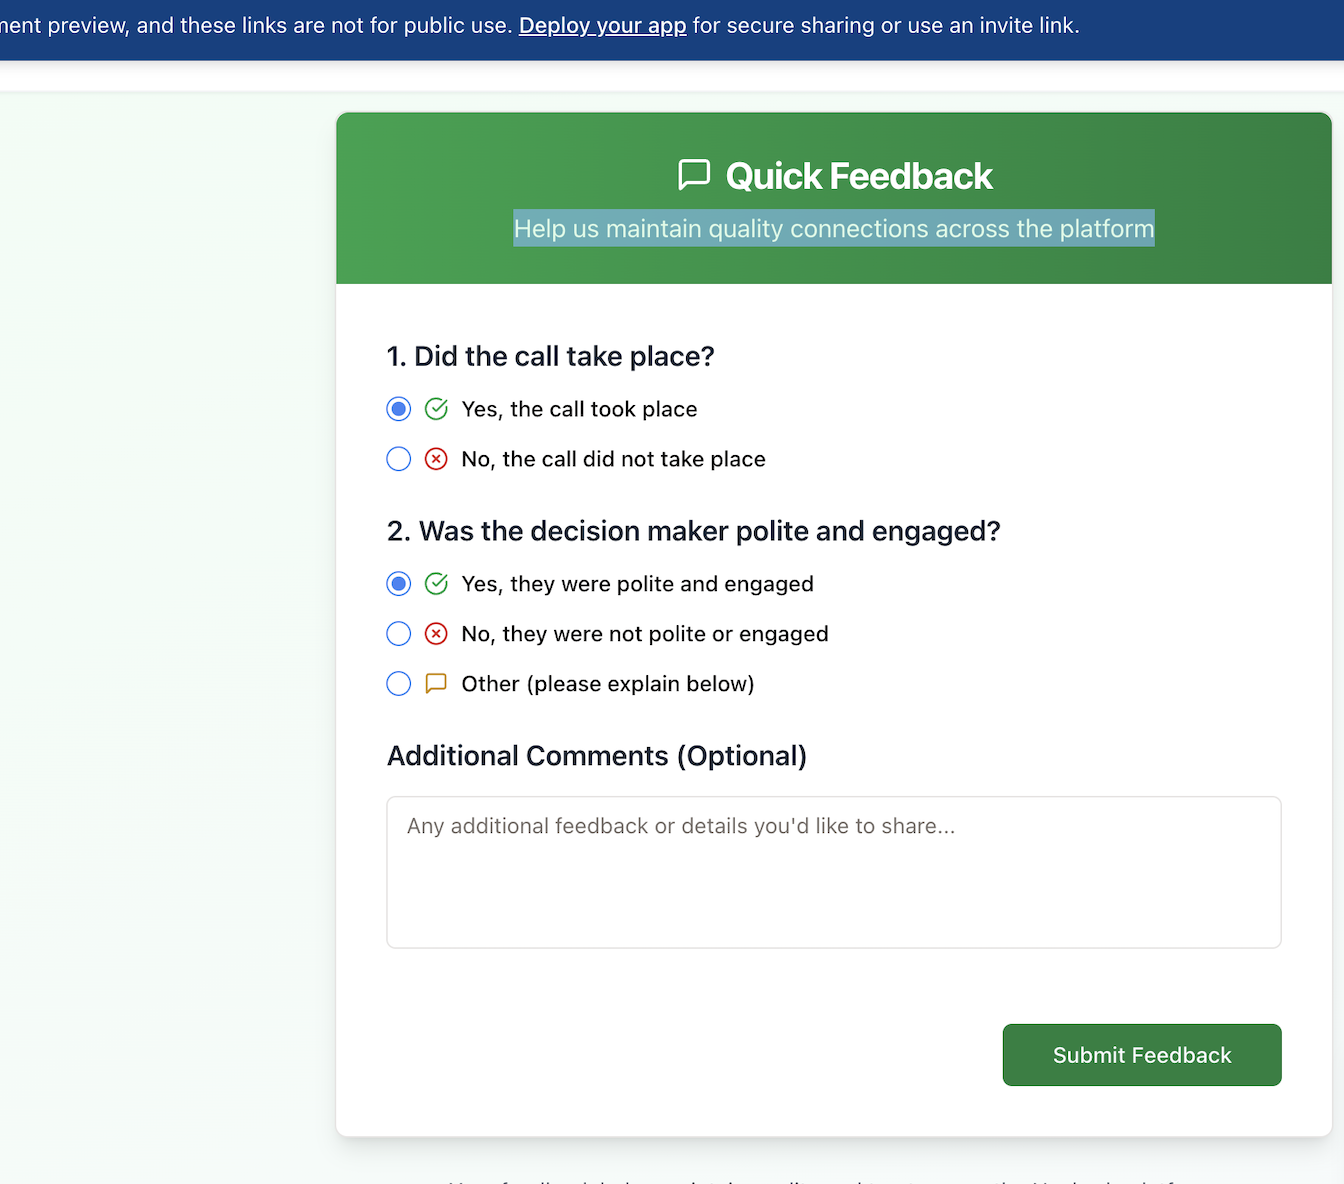 ment preview, and these links are not for public use. Deploy your app for secure sharing or use an invite link.
Quick Feedback
Help us maintain quality connections across the platform
1. Did the call take place?
Yes, the call took place
No, the call did not take place
2. Was the decision maker polite and engaged?
Yes, they were polite and engaged
No, they were not polite or engaged
Other (please explain below)
Additional Comments (Optional)
Any additional feedback or details you'd like to share...
Submit Feedback